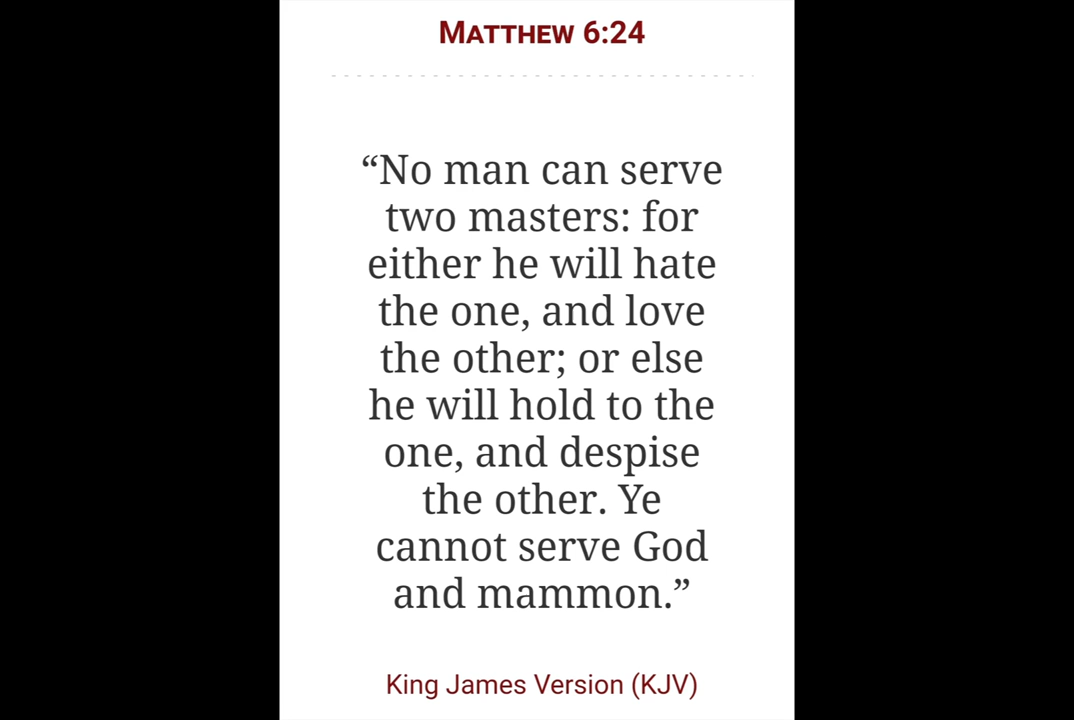 MATTHEW 6:24
“No man can serve
two masters: for
either he will hate
the one, and love
the other; or else
he will hold to the
one, and despise
the other. Ye
cannot serve God
and mammon.”
King James Version (KJV)